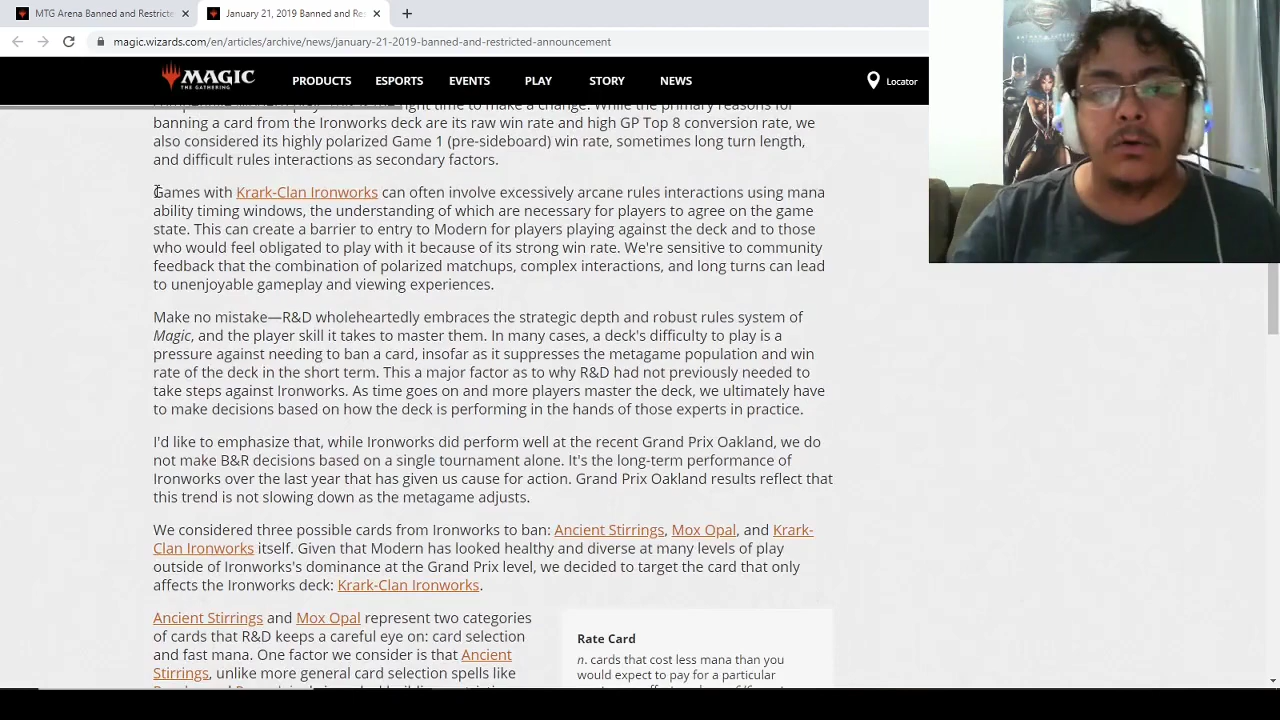 MTG Arena Banned and Restricte
January 21, 2019 Banned and Res
magic.wizards.com/en/articles/archive/news/january-21-2019-banned-and-restricted-announcement
MAGIC
THE GATHERING
PRODUCTS
ESPORTS
EVENTS
PLAY
STORY
NEWS
Locator
right time to make a change. While the primary reasons for
banning a card from the Ironworks deck are its raw win rate and high GP Top 8 conversion rate, we
also considered its highly polarized Game 1 (pre-sideboard) win rate, sometimes long turn length,
and difficult rules interactions as secondary factors.
Games with Krark-Clan Ironworks can often involve excessively arcane rules interactions using mana
ability timing windows, the understanding of which are necessary for players to agree on the game
state. This can create a barrier to entry to Modern for players playing against the deck and to those
who would feel obligated to play with it because of its strong win rate. We're sensitive to community
feedback that the combination of polarized matchups, complex interactions, and long turns can lead
to unenjoyable gameplay and viewing experiences.
Make no mistake—R&D wholeheartedly embraces the strategic depth and robust rules system of
Magic, and the player skill it takes to master them. In many cases, a deck's difficulty to play is a
pressure against needing to ban a card, insofar as it suppresses the metagame population and win
rate of the deck in the short term. This a major factor as to why R&D had not previously needed to
take steps against Ironworks. As time goes on and more players master the deck, we ultimately have
to make decisions based on how the deck is performing in the hands of those experts in practice.
I'd like to emphasize that, while Ironworks did perform well at the recent Grand Prix Oakland, we do
not make B&R decisions based on a single tournament alone. It's the long-term performance of
Ironworks over the last year that has given us cause for action. Grand Prix Oakland results reflect that
this trend is not slowing down as the metagame adjusts.
We considered three possible cards from Ironworks to ban: Ancient Stirrings, Mox Opal, and Krark-
Clan Ironworks itself. Given that Modern has looked healthy and diverse at many levels of play
outside of Ironworks's dominance at the Grand Prix level, we decided to target the card that only
affects the Ironworks deck: Krark-Clan Ironworks.
Ancient Stirrings and Mox Opal represent two categories
of cards that R&D keeps a careful eye on: card selection
and fast mana. One factor we consider is that Ancient
Stirrings, unlike more general card selection spells like
Rate Card
n. cards that cost less mana than you
would expect to pay for a particular